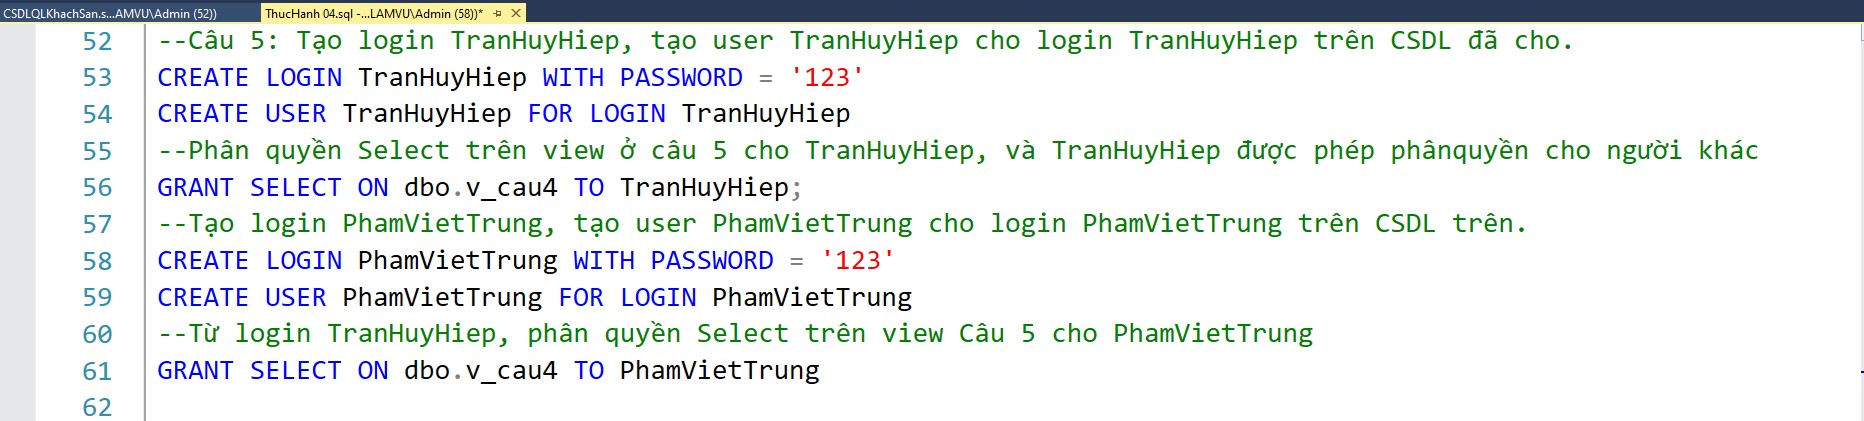 CSDLQLKhachSan.s...AMVU\Admin (52))
ThucHanh 04.sql -...LAMVU\Admin (58))*
52 --Câu 5: Tạo login TranHuyHiep, tạo user TranHuyHiep cho login TranHuyHiep trên CSDL đã cho.
53 CREATE LOGIN TranHuyHiep WITH PASSWORD = '123'
54 CREATE USER TranHuyHiep FOR LOGIN TranHuyHiep
55 --Phân quyền Select trên view ở câu 5 cho TranHuyHiep, và TranHuyHiep được phép phânquyền cho người khác
56 GRANT SELECT ON dbo.v_cau4 TO TranHuyHiep;
57 --Tạo login PhamVietTrung, tạo user PhamVietTrung cho login PhamVietTrung trên CSDL trên.
58 CREATE LOGIN PhamVietTrung WITH PASSWORD = '123'
59 CREATE USER PhamVietTrung FOR LOGIN PhamVietTrung
60 --Từ login TranHuyHiep, phân quyền Select trên view Câu 5 cho PhamVietTrung
61 GRANT SELECT ON dbo.v_cau4 TO PhamVietTrung
62